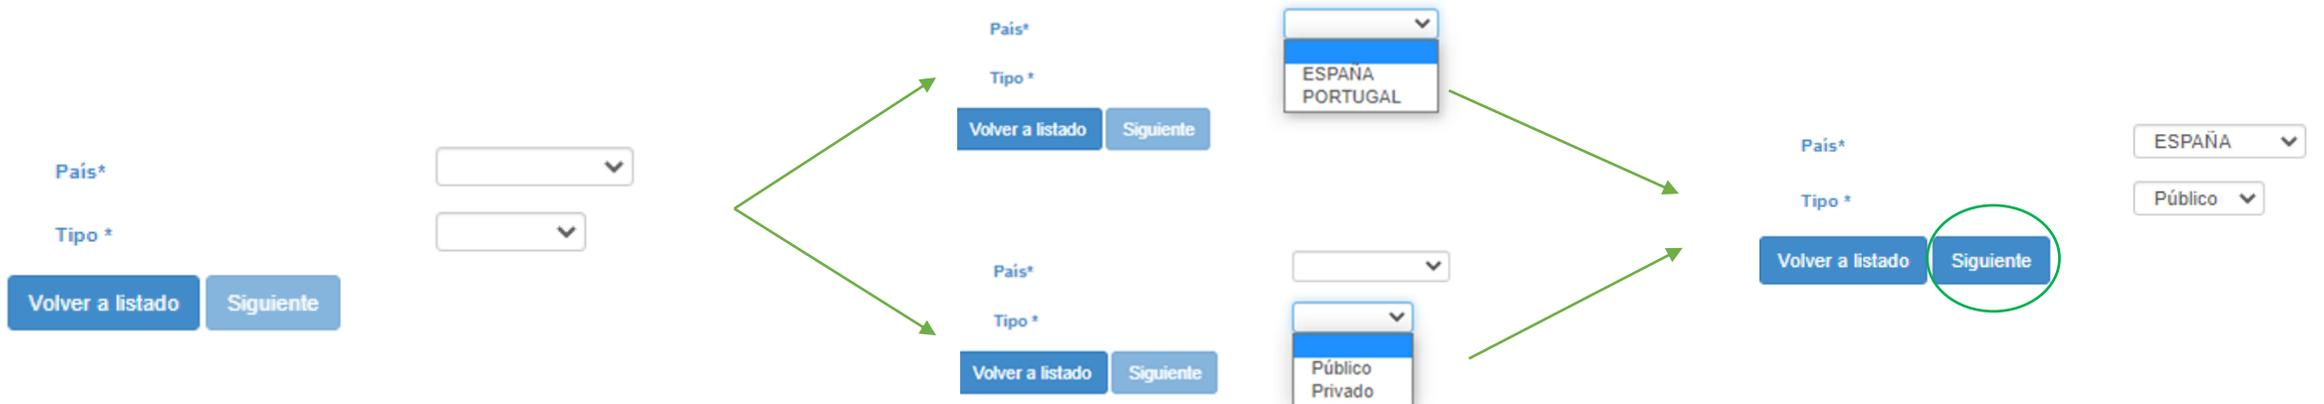 País*
Tipo *
Volver a listado Siguiente
País*
ESPAÑA
Tipo *
PORTUGAL
Volver a listado Siguiente
País*
Tipo *
Volver a listado Siguiente
Público
Privado
País* ESPAÑA
Tipo * Público
Volver a listado Siguiente